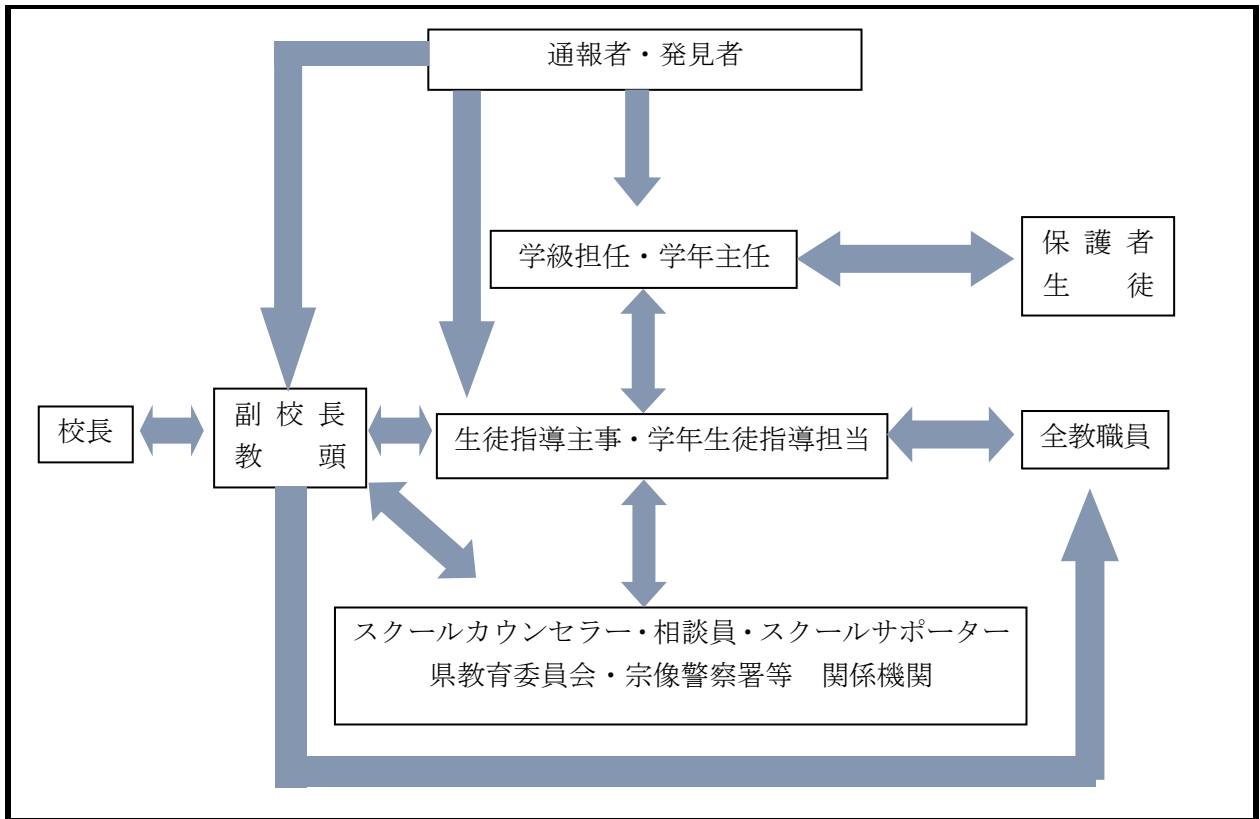 通報者・発見者
学級担任・学年主任
保護者
生　　徒
校長
副校長
教　　頭
生徒指導主事・学年生徒指導担当
全教職員
スクールカウンセラー・相談員・スクールサポーター
県教育委員会・宗像警察署等　関係機関